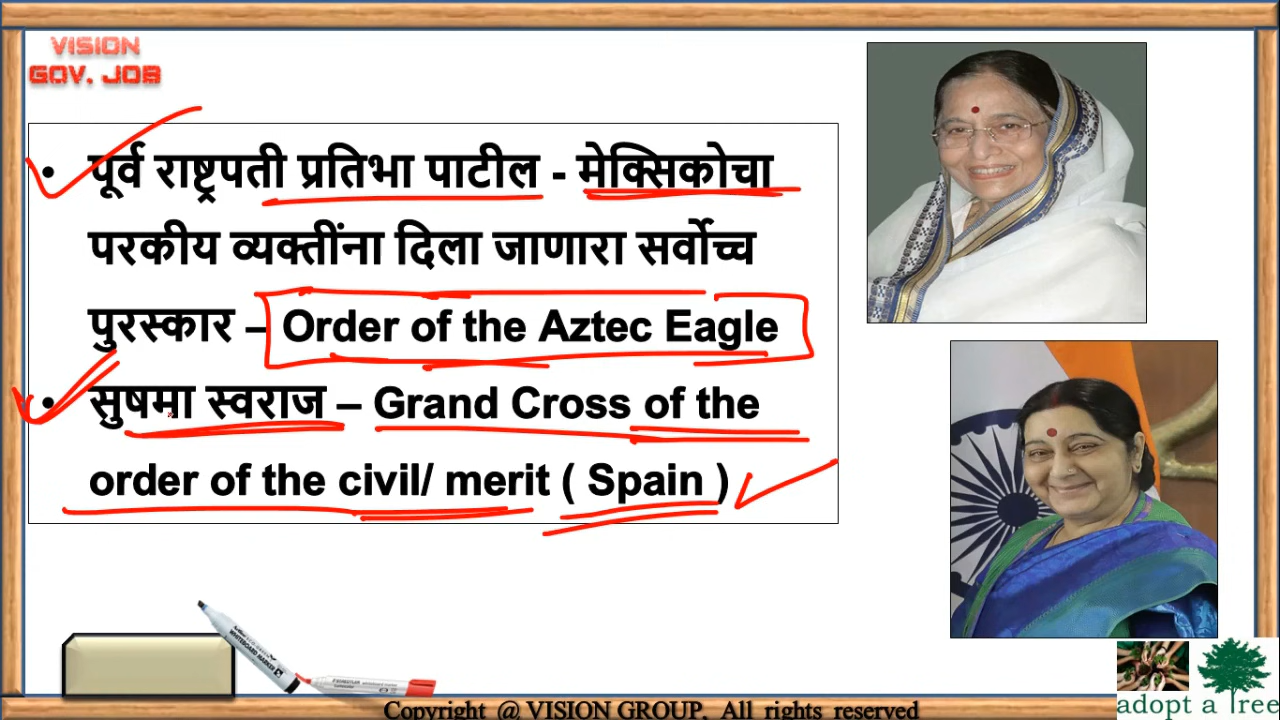 VISION
GOV. JOB
• पूर्व राष्ट्रपती प्रतिभा पाटील - मेक्सिकोचा
परकीय व्यक्तींना दिला जाणारा सर्वोच्च
पुरस्कार – Order of the Aztec Eagle
• सुषमा स्वराज – Grand Cross of the
order of the civil/ merit ( Spain )
adopt a Tree
Copyright @ VISION GROUP. All rights reserved